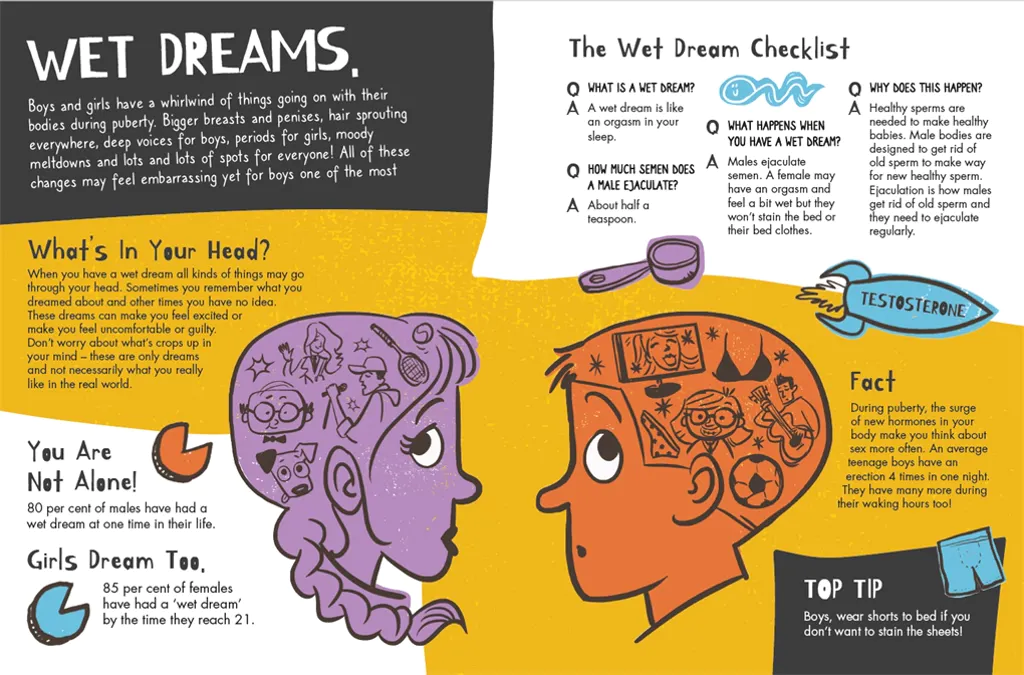 WET DREAMS.
Boys and girls have a whirlwind of things going on with their
bodies during puberty. Bigger breasts and penises, hair sprouting
everywhere, deep voices for boys, periods for girls, moody
meltdowns and lots and lots of spots for everyone! All of these
changes may feel embarrassing yet for boys one of the most
What's In Your Head?
When you have a wet dream all kinds of things may go
through your head. Sometimes you remember what you
dreamed about and other times you have no idea.
These dreams can make you feel excited or
make you feel uncomfortable or guilty.
Don't worry about what's crops up in
your mind – these are only dreams
and not necessarily what you really
like in the real world.
You Are
Not Alone!
80 per cent of males have had a
wet dream at one time in their life.
Girls Dream Too.
85 per cent of females
have had a 'wet dream'
by the time they reach 21.
The Wet Dream Checklist
Q WHAT IS A WET DREAM?
A A wet dream is like
an orgasm in your
sleep.
Q HOW MUCH SEMEN DOES
A MALE EJACULATE?
A About half a
teaspoon.
Q WHAT HAPPENS WHEN
YOU HAVE A WET DREAM?
A Males ejaculate
semen. A female may
have an orgasm and
feel a bit wet but they
won't stain the bed or
their bed clothes.
Q WHY DOES THIS HAPPEN?
A Healthy sperms are
needed to make healthy
babies. Male bodies are
designed to get rid of
old sperm to make way
for new healthy sperm.
Ejaculation is how males
get rid of old sperm and
they need to ejaculate
regularly.
TESTOSTERONE
Fact
During puberty, the surge
of new hormones in your
body make you think about
sex more often. An average
teenage boys have an
erection 4 times in one night.
They have many more during
their waking hours too!
TOP TIP
Boys, wear shorts to bed if you
don't want to stain the sheets!